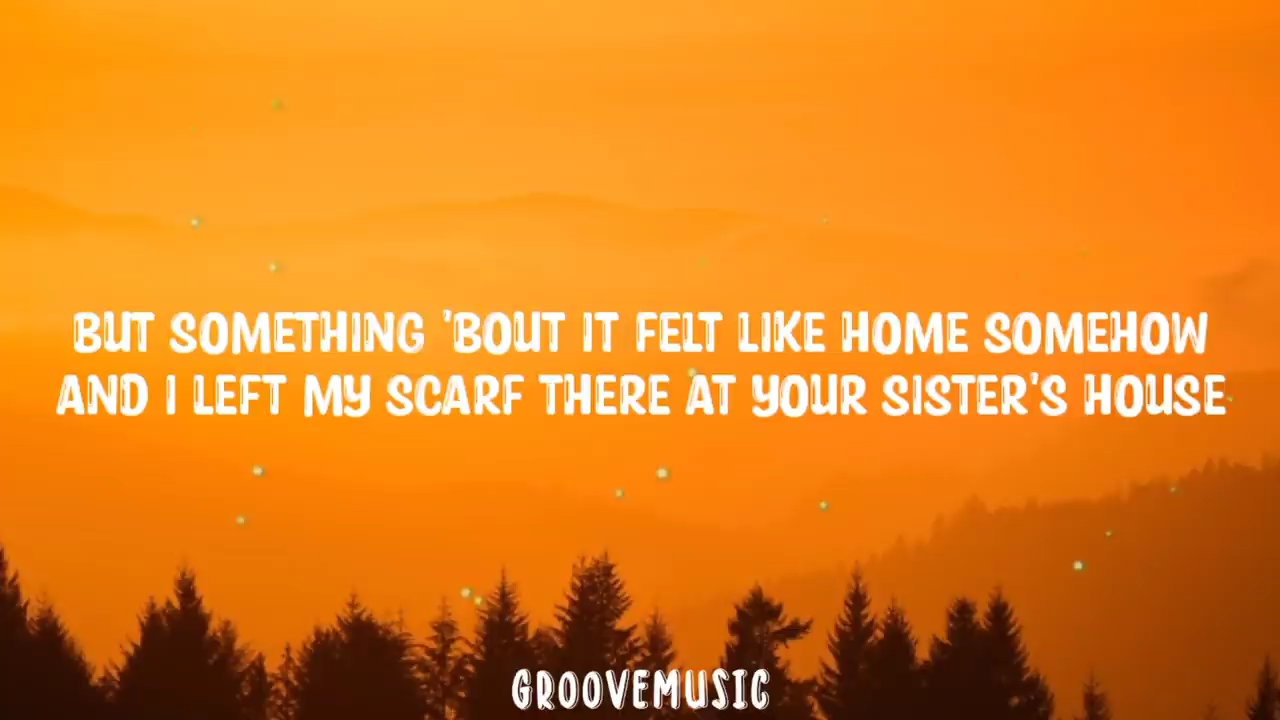 BUT SOMETHING 'BOUT IT FELT LIKE HOME SOMEHOW
AND I LEFT MY SCARF THERE AT YOUR SISTER'S HOUSE
GROOVEMUSIC